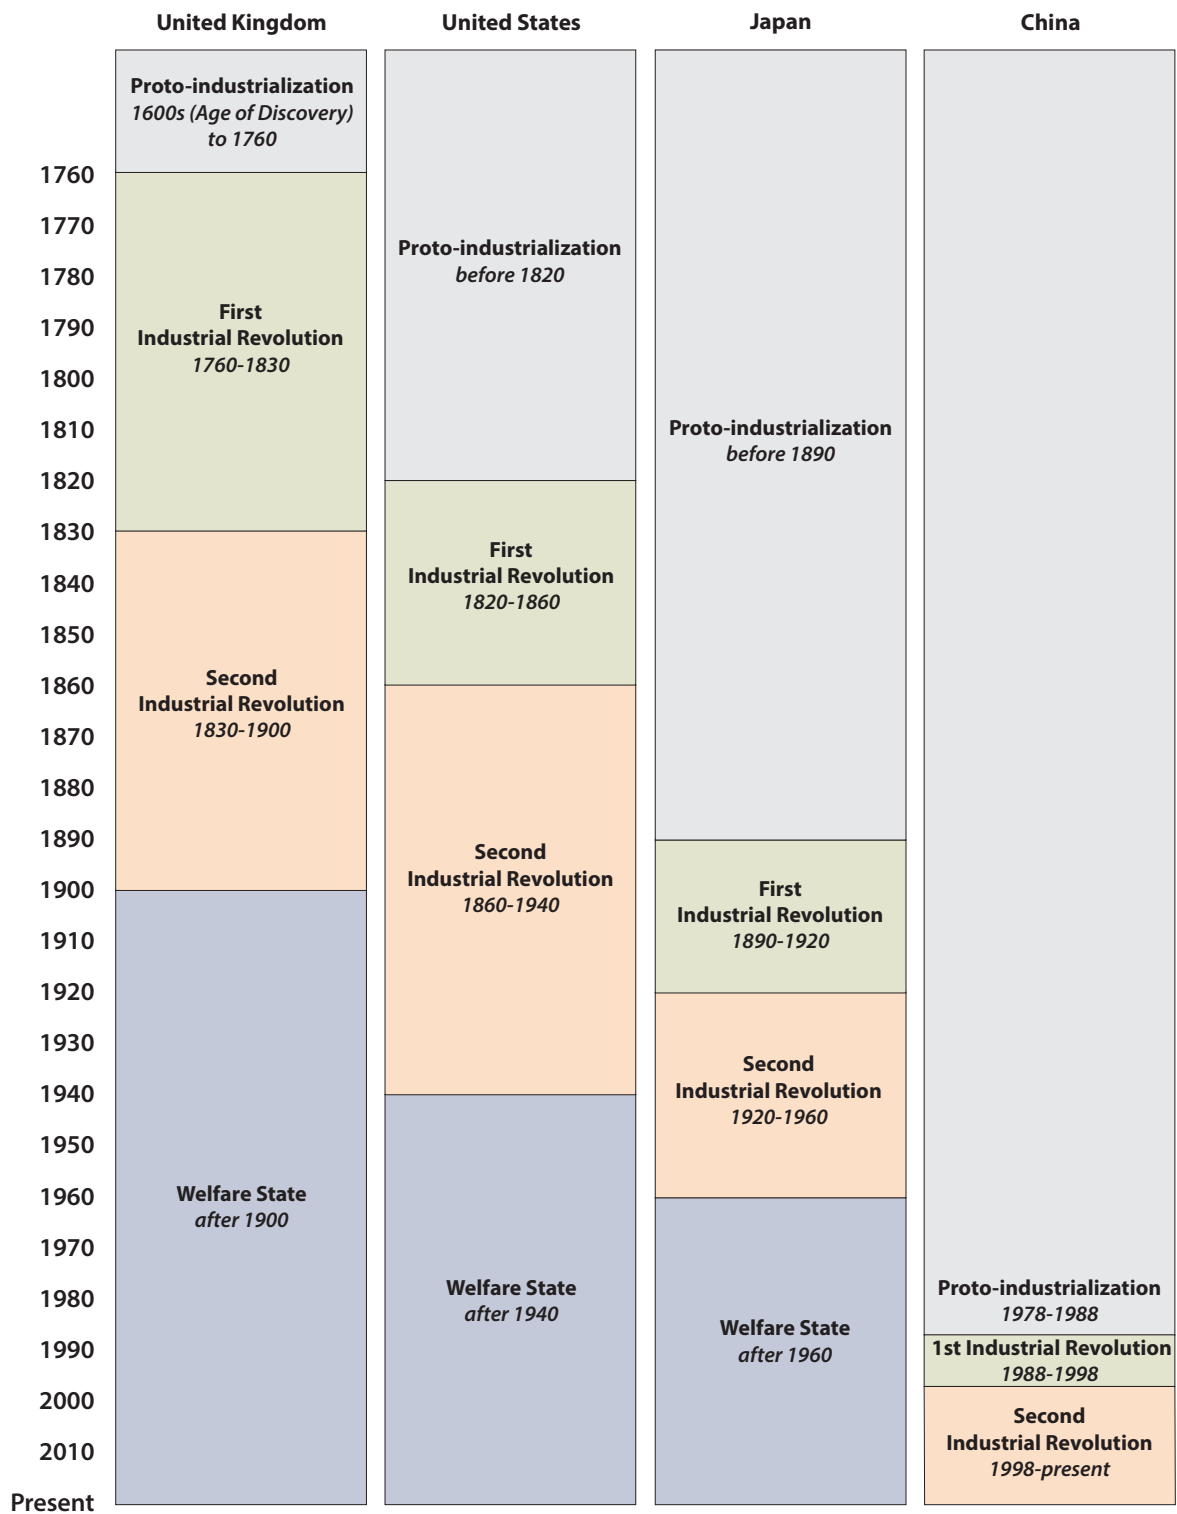 United Kingdom
United States
Japan
China
1760
1770
1780
1790
1800
1810
1820
1830
1840
1850
1860
1870
1880
1890
1900
1910
1920
1930
1940
1950
1960
1970
1980
1990
2000
2010
Present
Proto-industrialization
1600s (Age of Discovery)
to 1760
First
Industrial Revolution
1760-1830
Second
Industrial Revolution
1830-1900
Welfare State
after 1900
Proto-industrialization
before 1820
First
Industrial Revolution
1820-1860
Second
Industrial Revolution
1860-1940
Welfare State
after 1940
Proto-industrialization
before 1890
First
Industrial Revolution
1890-1920
Second
Industrial Revolution
1920-1960
Welfare State
after 1960
Proto-industrialization
1978-1988
1st Industrial Revolution
1988-1998
Second
Industrial Revolution
1998-present